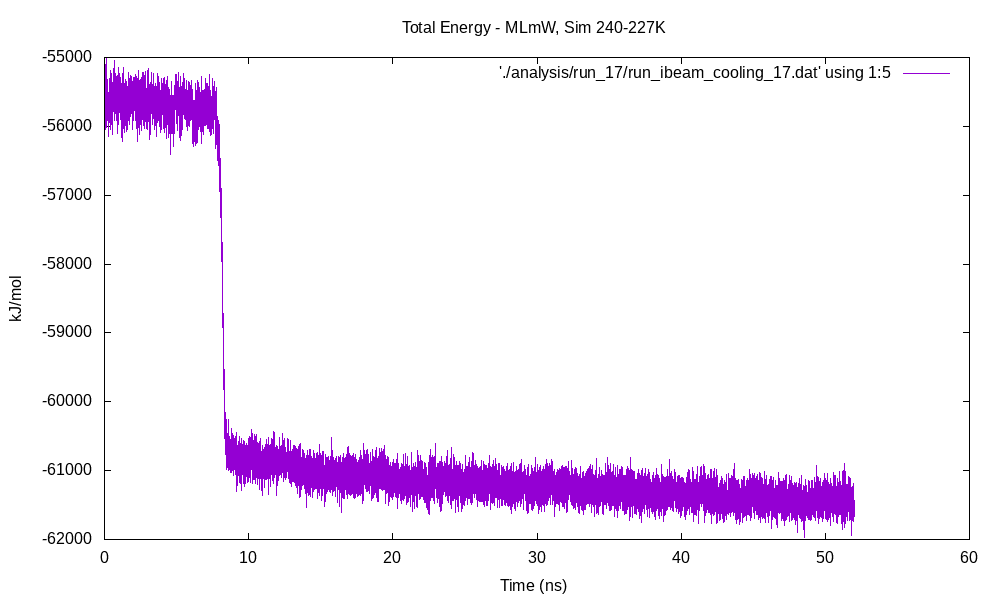 Total Energy - MLmW, Sim 240-227K
'./analysis/run_17/run_ibeam_cooling_17.dat' using 1:5
-55000
-56000
-57000
-58000
-59000
-60000
-61000
-62000
kJ/mol
0 10 20 30 40 50 60
Time (ns)